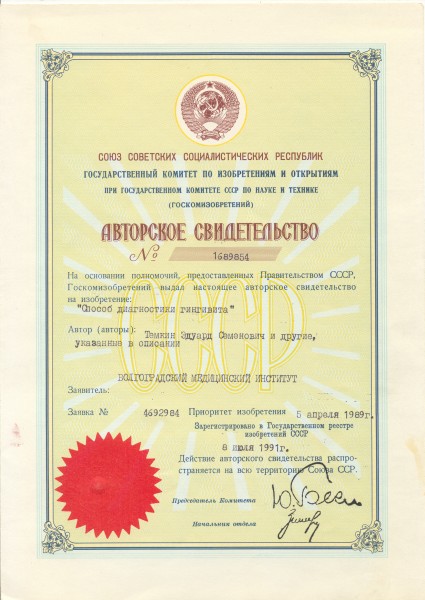 СОЮЗ СОВЕТСКИХ СОЦИАЛИСТИЧЕСКИХ РЕСПУБЛИК
ГОСУДАРСТВЕННЫЙ КОМИТЕТ ПО ИЗОБРЕТЕНИЯМ И ОТКРЫТИЯМ
ПРИ ГОСУДАРСТВЕННОМ КОМИТЕТЕ СССР ПО НАУКЕ И ТЕХНИКЕ
(ГОСКОМИЗОБРЕТЕНИЙ)
АВТОРСКОЕ СВИДЕТЕЛЬСТВО
№ 1689854
СССР
На основании полномочий, предоставленных Правительством СССР,
Госкомизобретений выдал настоящее авторское свидетельство
на изобретение:
"Способ диагностики гингивита"
Автор (авторы): Темкин Эдуард Семенович и другие,
указанные в описании
ВОЛГОГРАДСКИЙ МЕДИЦИНСКИЙ ИНСТИТУТ
Заявитель:
Заявка № 4692984 Приоритет изобретения 5 апреля 1989г.
Зарегистрировано в Государственном реестре
изобретений СССР
8 июля 1991г.
Действие авторского свидетельства распро-
страняется на всю территорию Союза ССР.
Председатель Комитета
Начальник отдела